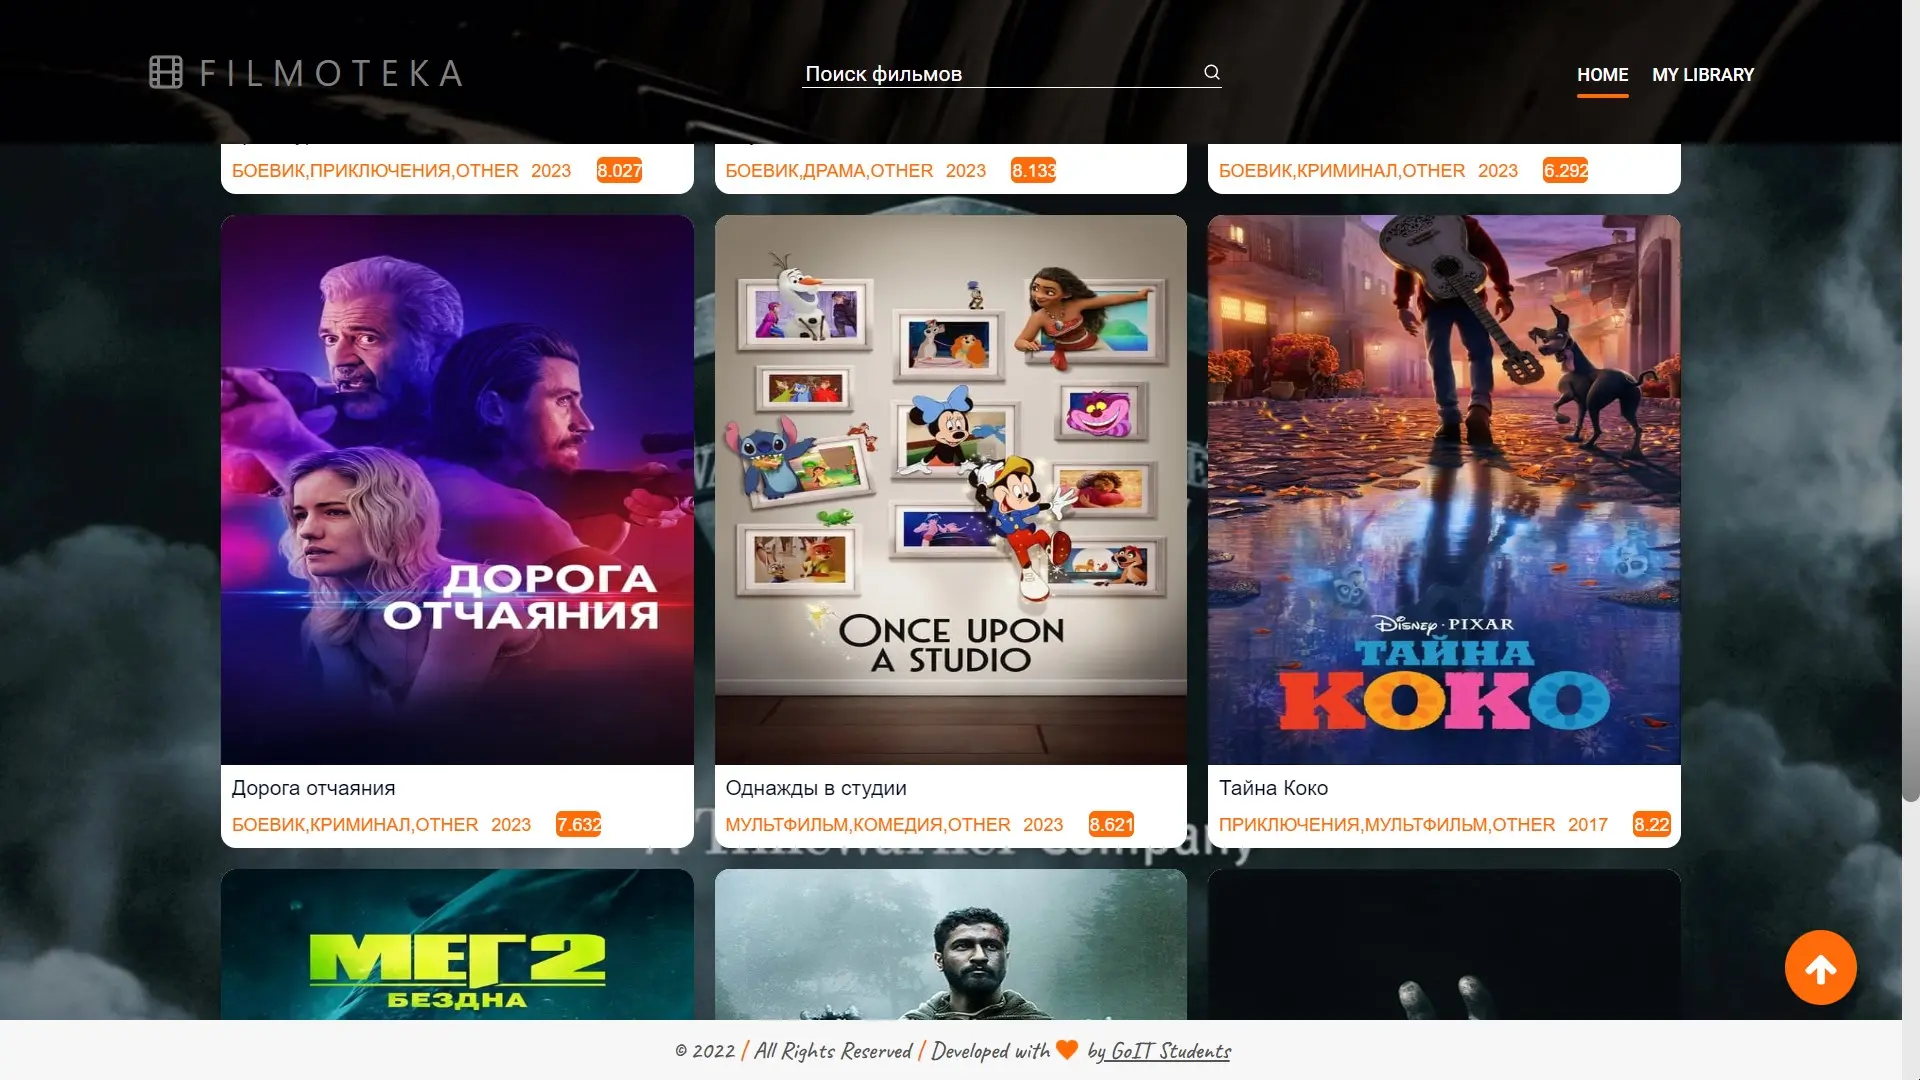 FILMOTEKA
Поиск фильмов
HOME
MY LIBRARY
БОЕВИК,ПРИКЛЮЧЕНИЯ,OTHER 2023 8.027
БОЕВИК,ДРАМА,OTHER 2023 8.133
БОЕВИК,КРИМИНАЛ,OTHER 2023 6.292
ДОРОГА
ОТЧАЯНИЯ
Дорога отчаяния
БОЕВИК,КРИМИНАЛ,OTHER 2023 7.632
ONCE UPON
A STUDIO
Однажды в студии
МУЛЬТФИЛЬМ,КОМЕДИЯ,OTHER 2023 8.621
Disney·PIXAR
ТАЙНА
КОКО
Тайна Коко
ПРИКЛЮЧЕНИЯ,МУЛЬТФИЛЬМ,OTHER 2017 8.22
A TimeWarner Company
МЕГ2
БЕЗДНА
© 2022 / All Rights Reserved / Developed with by GoIT Students